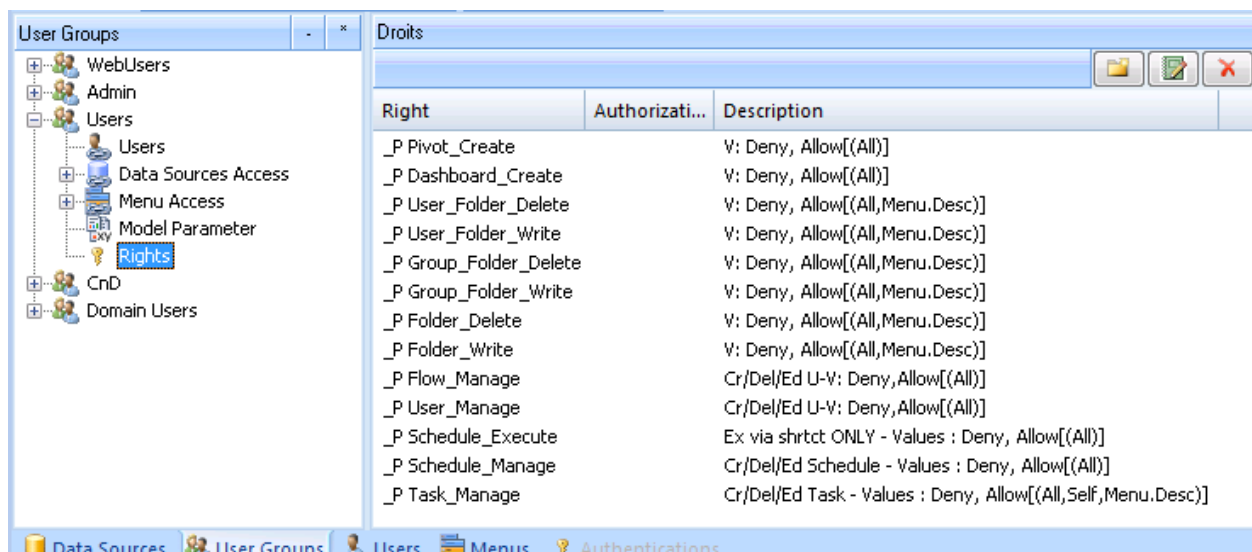 User Groups
WebUsers
Admin
Users
Users
Data Sources Access
Menu Access
Model Parameter
Rights
CnD
Domain Users
Droits
Right Authorizati... Description
_P Pivot_Create V: Deny, Allow[(All)]
_P Dashboard_Create V: Deny, Allow[(All)]
_P User_Folder_Delete V: Deny, Allow[(All,Menu.Desc)]
_P User_Folder_Write V: Deny, Allow[(All,Menu.Desc)]
_P Group_Folder_Delete V: Deny, Allow[(All,Menu.Desc)]
_P Group_Folder_Write V: Deny, Allow[(All,Menu.Desc)]
_P Folder_Delete V: Deny, Allow[(All,Menu.Desc)]
_P Folder_Write V: Deny, Allow[(All,Menu.Desc)]
_P Flow_Manage Cr/Del/Ed U-V: Deny,Allow[(All)]
_P User_Manage Cr/Del/Ed U-V: Deny,Allow[(All)]
_P Schedule_Execute Ex via shrtct ONLY - Values : Deny, Allow[(All)]
_P Schedule_Manage Cr/Del/Ed Schedule - Values : Deny, Allow[(All)]
_P Task_Manage Cr/Del/Ed Task - Values : Deny, Allow[(All,Self,Menu.Desc)]
Data Sources User Groups Users Menus Authentications